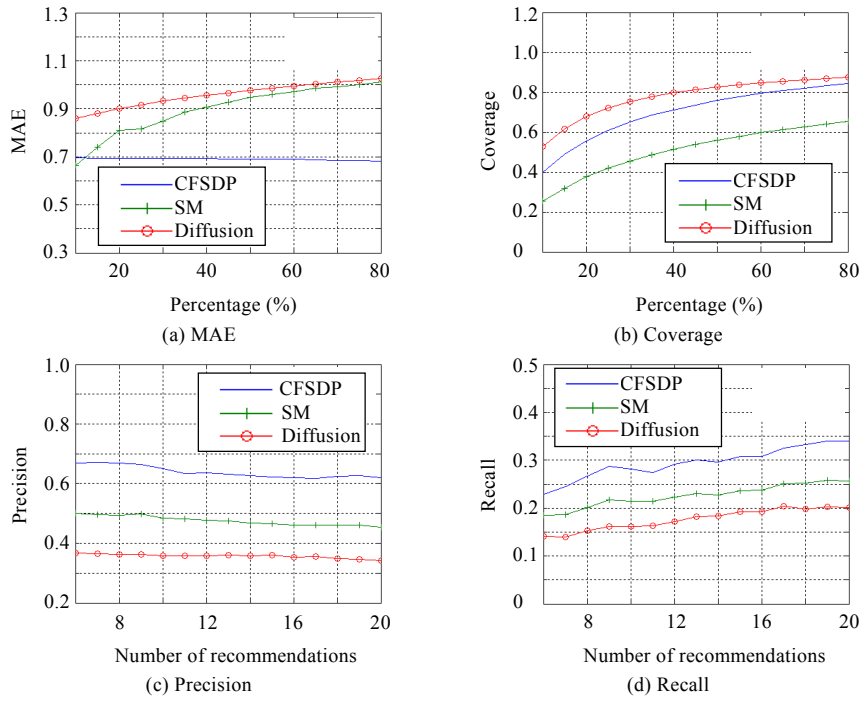 1.3
1.1
0.9
0.7
0.5
0.3
MAE
CFSDP
SM
Diffusion
20
40
60
80
Percentage (%)
(a) MAE
1.2
1.0
0.8
0.6
0.4
0.2
0
Coverage
CFSDP
SM
Diffusion
20
40
60
80
Percentage (%)
(b) Coverage
1.0
0.8
0.6
0.4
0.2
Precision
CFSDP
SM
Diffusion
8
12
16
20
Number of recommendations
(c) Precision
0.5
0.4
0.3
0.2
0.1
0
Recall
CFSDP
SM
Diffusion
8
12
16
20
Number of recommendations
(d) Recall